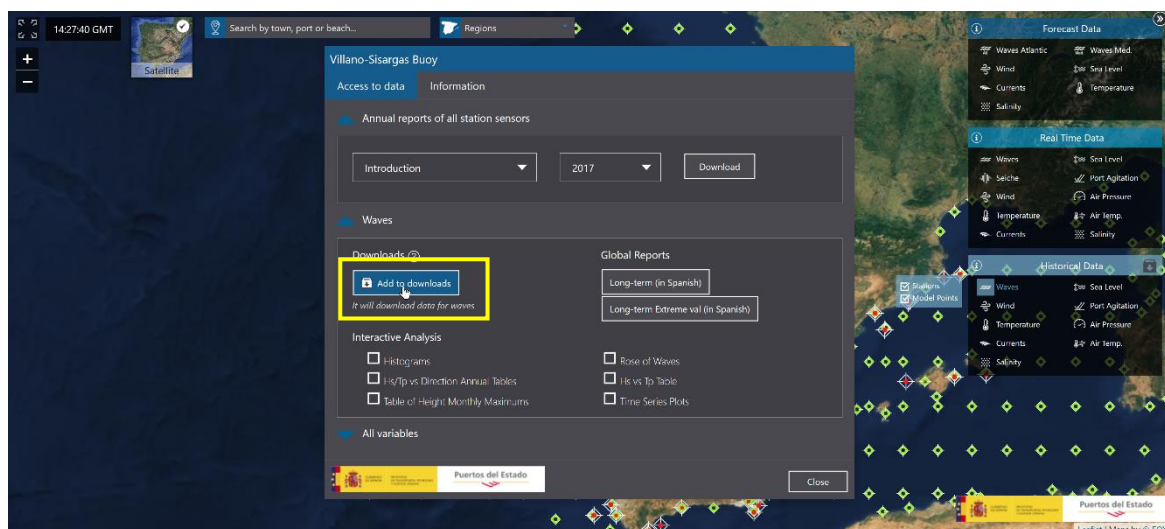 14:27:40 GMT
Satellite
Search by town, port or beach...
Regions
Villano-Sisargas Buoy
Access to data
Information
Annual reports of all station sensors
Introduction
2017
Download
Waves
Downloads
Add to downloads
It will download data for waves
Global Reports
Long-term (in Spanish)
Long-term Extreme val (in Spanish)
Interactive Analysis
Histograms
Rose of Waves
Hs/Tp vs Direction Annual Tables
Hs vs Tp Table
Table of Height Monthly Maximums
Time Series Plots
All variables
Puertos del Estado
Close
Forecast Data
Waves Atlantic
Waves Med.
Wind
Sea Level
Currents
Temperature
Salinity
Real Time Data
Waves
Sea Level
Seiche
Port Agitation
Wind
Air Pressure
Temperature
Air Temp.
Currents
Salinity
Historical Data
Stations
Model Points
Waves
Sea Level
Wind
Port Agitation
Temperature
Air Pressure
Currents
Air Temp.
Salinity
Puertos del Estado